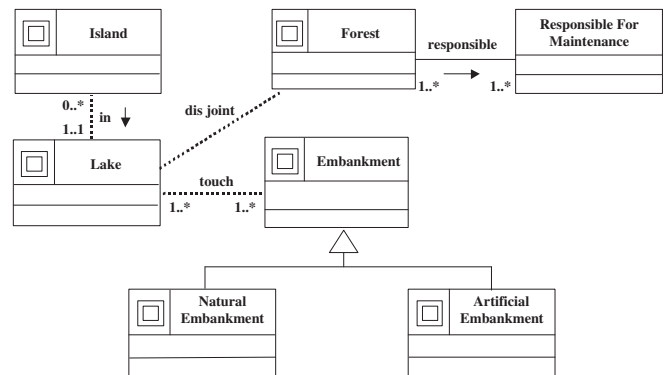 Island
Forest
Responsible For
Maintenance
responsible
1..*
1..*
0..*
in
1..1
dis joint
Lake
Embankment
touch
1..*
1..*
Natural
Embankment
Artificial
Embankment